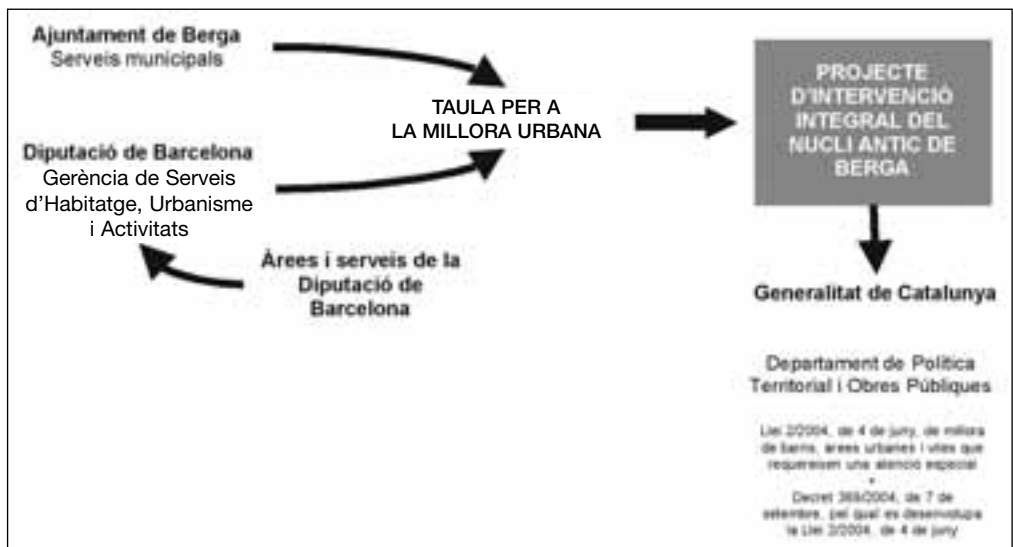 Ajuntament de Berga
Serveis municipals
TAULA PER A
LA MILLORA URBANA
Diputació de Barcelona
Gerència de Serveis
d'Habitatge, Urbanisme
i Activitats
Àrees i serveis de la
Diputació de
Barcelona
PROJECTE
D'INTERVENCIÓ
INTEGRAL DEL
NUCLI ANTIC DE
BERGA
Generalitat de Catalunya
Departament de Política
Territorial i Obres Públiques
Llei 2/2004, de 4 de juny, de millora
de barris, àrees urbanes i viles que
requereixen una atenció especial
•
Decret 369/2004, de 7 de
setembre, pel qual es desenvolupa
la Llei 2/2004, de 4 de juny